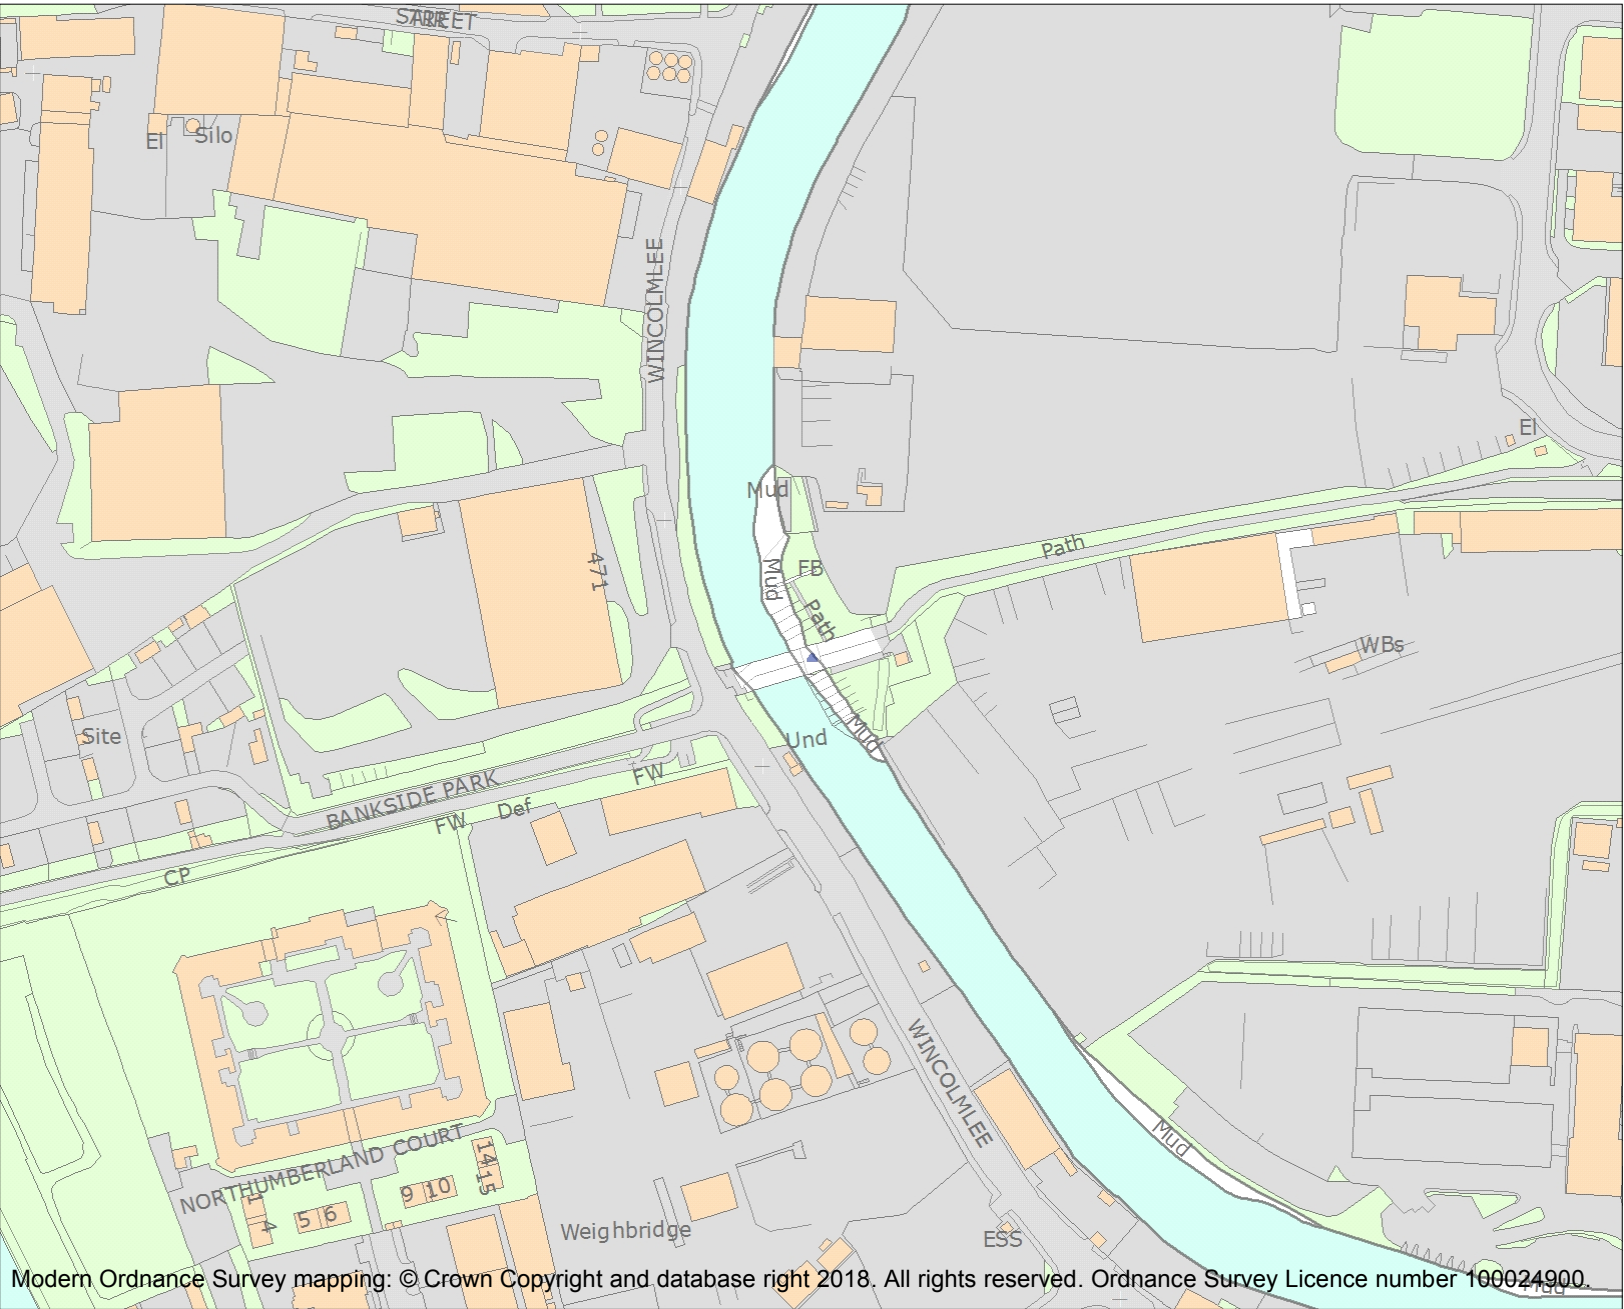 STREET
El
Silo
WINCOLMLEE
El
Mud
Path
471
Mud
FB
Path
WBs
Site
Und
Mud
BANKSIDE PARK
FW
Def
FW
CP
WINCOLMLEE
Mud
NORTHUMBERLAND COURT
14
15
9 10
1
4
5 6
Weighbridge
ESS
Modern Ordnance Survey mapping: © Crown Copyright and database right 2018. All rights reserved. Ordnance Survey Licence number 100024900.
Mud